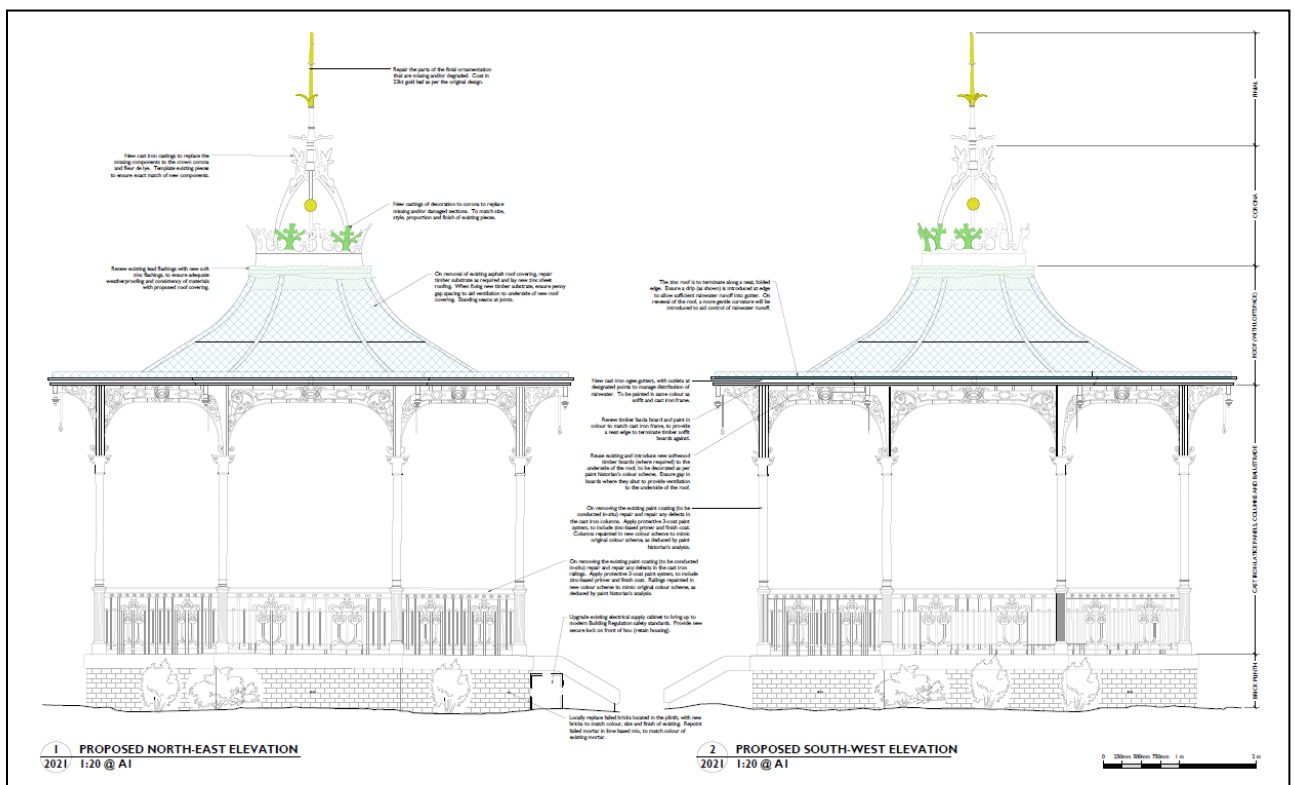 Repair the parts of the finial ornamentation
that are missing and/or degraded. Coat in
23kt gold leaf as per the original design.
New cast iron castings to replace the
missing components to the crown corona
and fleur de lye. Template existing pieces
to ensure exact match of new components.
New castings of decoration to corona to replace
missing and/or damaged sections. To match size,
style, proportion and finish of existing pieces.
Renew existing lead flashings with new soft
zinc flashings, to ensure adequate
weatherproofing and consistency of materials
with proposed roof covering.
On removal of existing asphalt roof covering, repair
timber substrate as required and lay new zinc sheet
roofing. When fixing new timber substrate, ensure penny
gap spacing to aid ventilation to underside of new roof
covering. Standing seams at joints.
The zinc roof is to terminate along a neat, folded
edge. Ensure a drip (as shown) is introduced at edge
to allow sufficient rainwater runoff into gutter. On
renewal of the roof, a more gentle curvature will be
introduced to aid control of rainwater runoff.
New cast iron ogee gutters, with outlets at
designated points to manage distribution of
rainwater. To be painted in same colour as
soffit and cast iron frame.
Renew timber fascia board and paint in
colour to match cast iron frame, to provide
a neat edge to terminate timber soffit
boards against.
Reuse existing and introduce new softwood
timber boards (where required) to the
underside of the roof, to be decorated as per
paint historian's colour scheme. Ensure gap in
boards where they abut to provide ventilation
to the underside of the roof.
On removing the existing paint coating (to be
conducted in-situ) repair and repair any defects in
the cast iron columns. Apply protective 3-coat paint
system, to include zinc-based primer and finish coat.
Columns repainted in new colour scheme to mimic
original colour scheme, as deduced by paint
historian's analysis.
On removing the existing paint coating (to be conducted
in-situ) repair and repair any defects in the cast iron
railings. Apply protective 3-coat paint system, to include
zinc-based primer and finish coat. Railings repainted in
new colour scheme to mimic original colour scheme, as
deduced by paint historian's analysis.
Upgrade existing electrical supply cabinet to bring up to
modern Building Regulation safety standards. Provide new
secure lock on front of box (retain housing).
Locally replace failed bricks located in the plinth, with new
bricks to match colour, size and finish of existing. Repoint
failed mortar in lime based mix, to match colour of
existing mortar.
FINIAL
CORONA
ROOF (WITH LOFTSPACE)
CAST IRON LATTICE PANELS, COLUMNS AND BALUSTRADE
BRICK PLINTH
1
2021
PROPOSED NORTH-EAST ELEVATION
1:20 @ A1
2
2021
PROPOSED SOUTH-WEST ELEVATION
1:20 @ A1
0 250mm 500mm 750mm 1 m 2 m